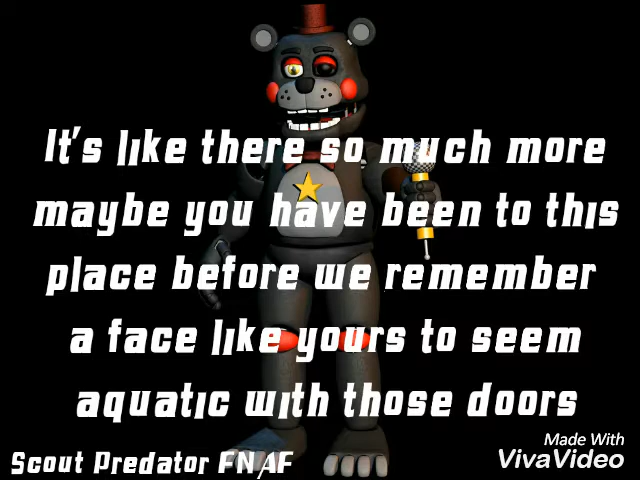 It's like there so much more
maybe you have been to this
place before we remember
a face like yours to seem
aquatic with those doors
Scout Predator FNAF
Made With
VivaVideo